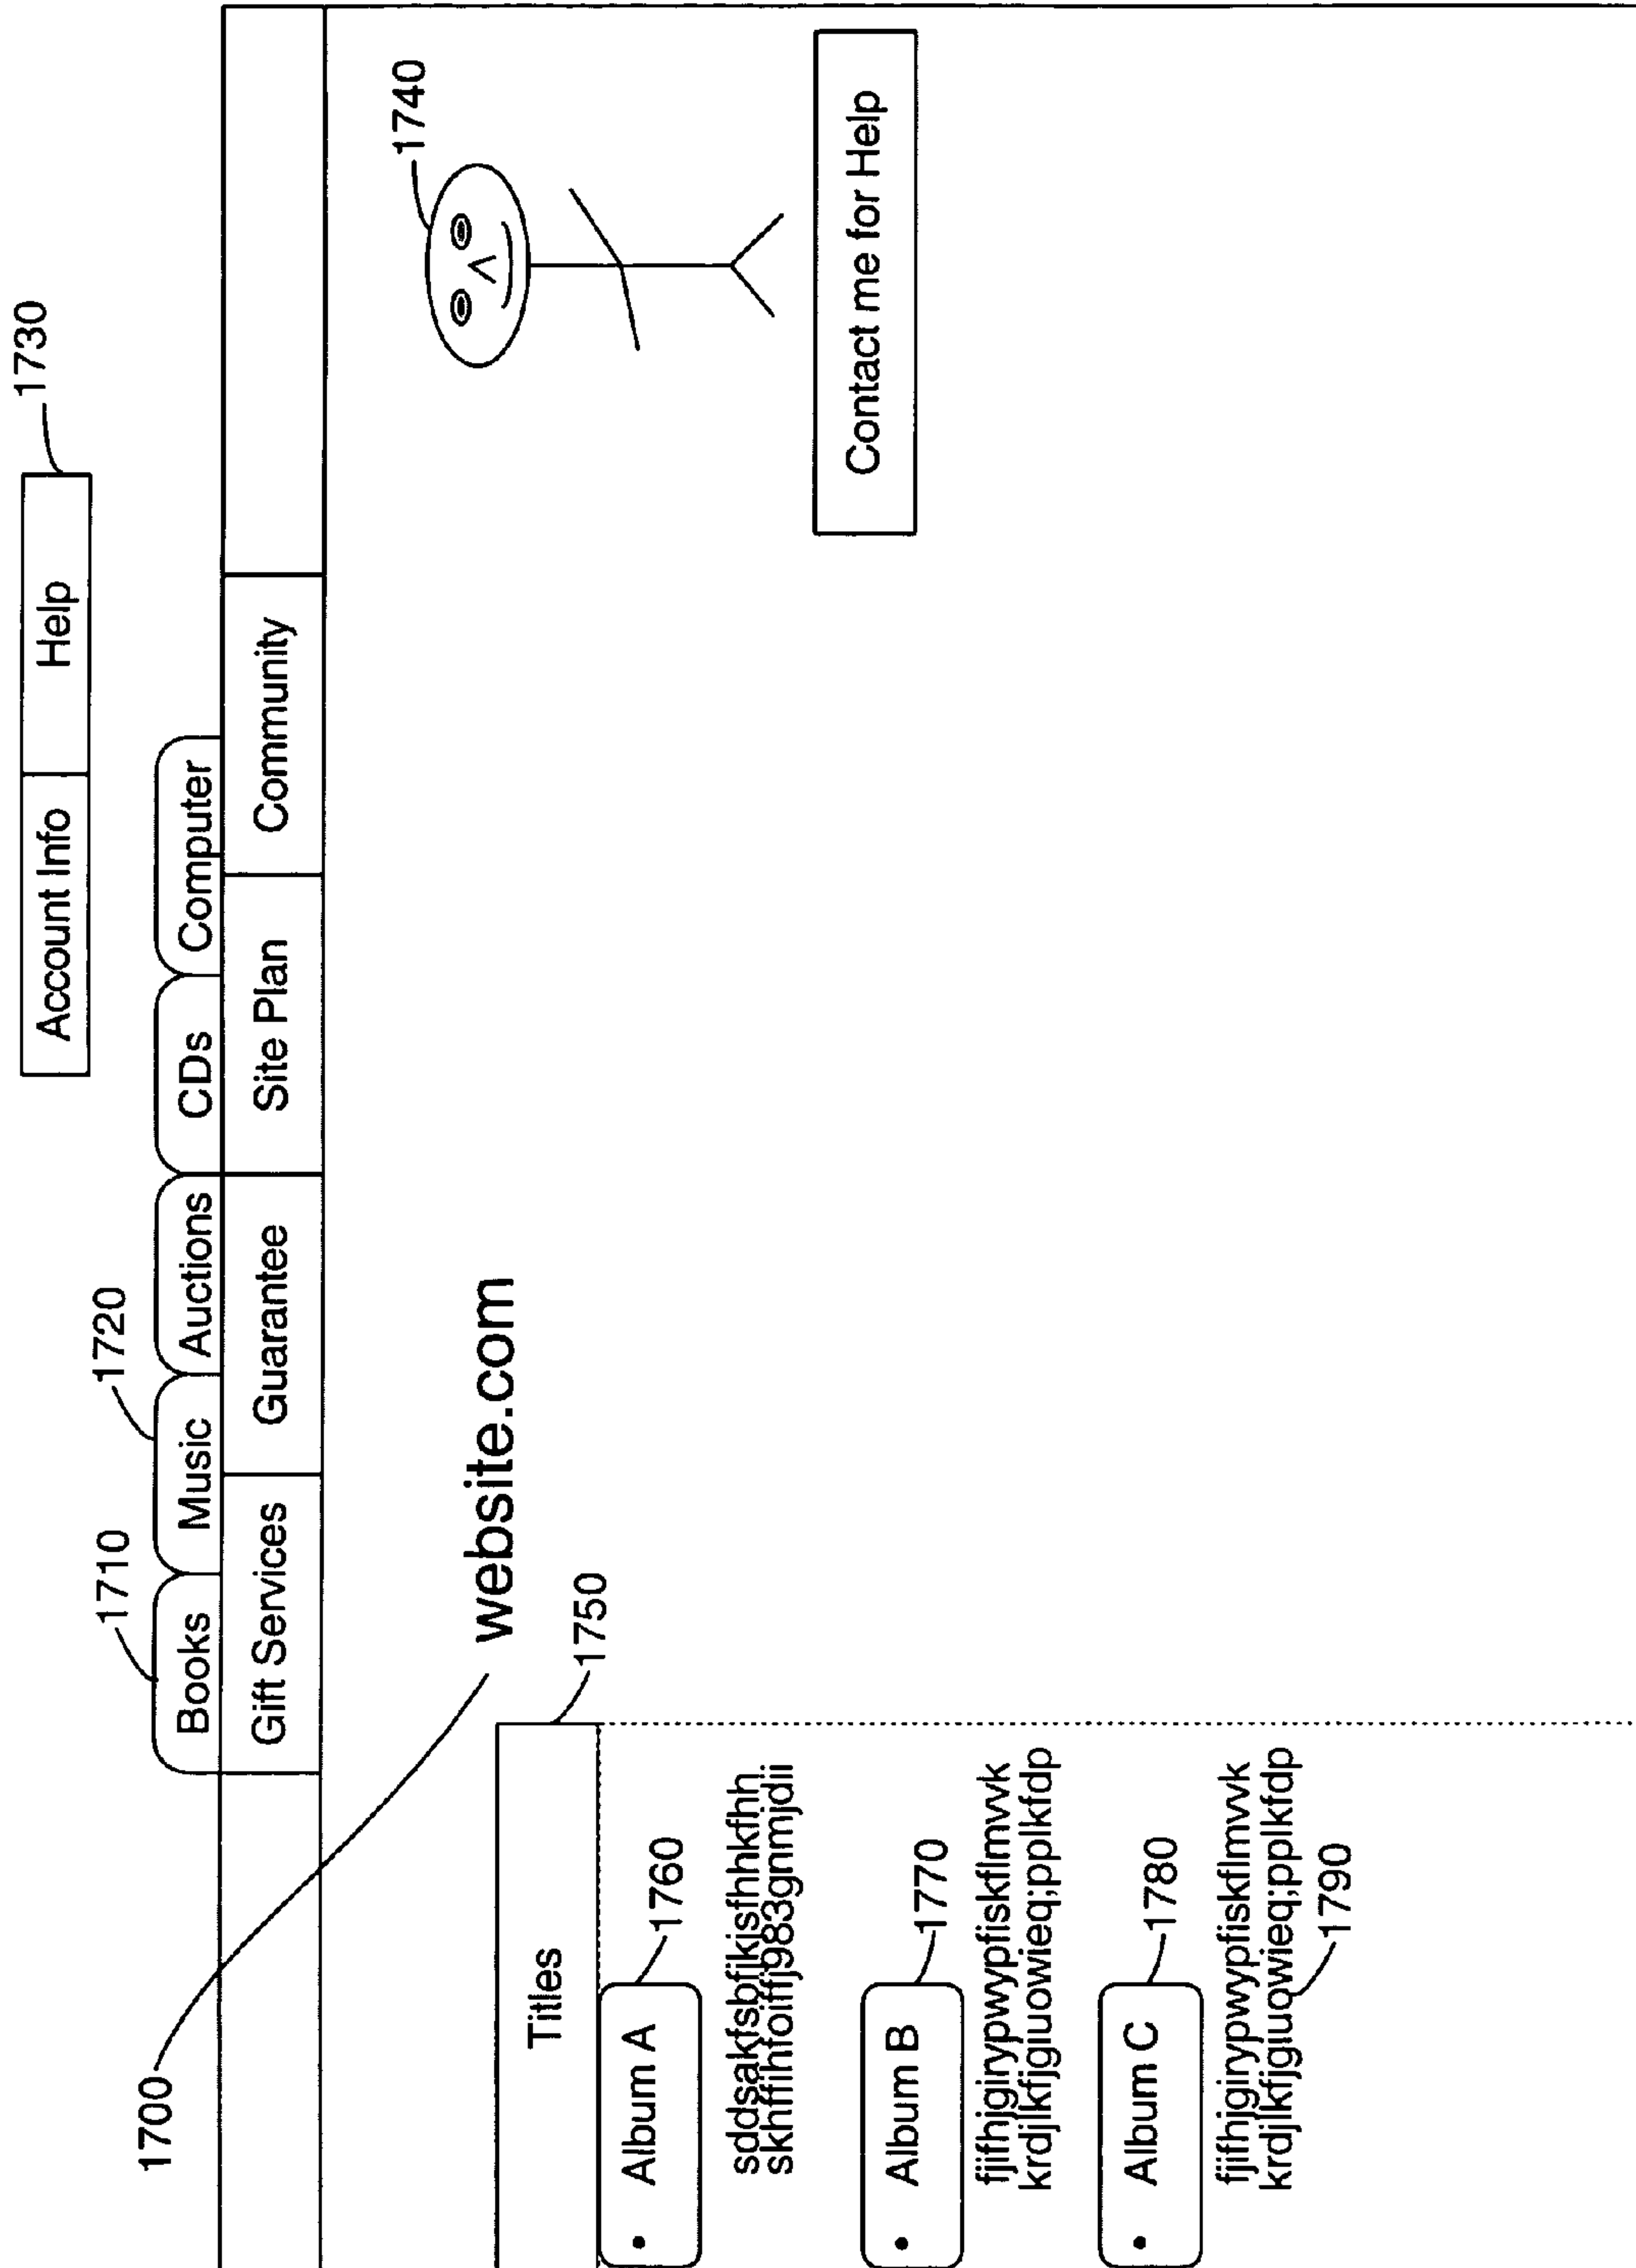 1730
Account Info Help
1710 1720
Books Music Auctions CDs Computer
Gift Services Guarantee Site Plan Community
1700
website.com
1740
Contact me for Help
1750
Titles
• Album A
1760
sddsakfsbfjkjsfhhkfhh
skhffihfoiffj983gnmjdii
• Album B
1770
fjifhjgirypwypfiskflmvvk
krdjlkfjgiuowieq;pplkfdp
• Album C
1780
fjifhjgirypwypfiskflmvvk
krdjlkfjgiuowieq;pplkfdp
1790